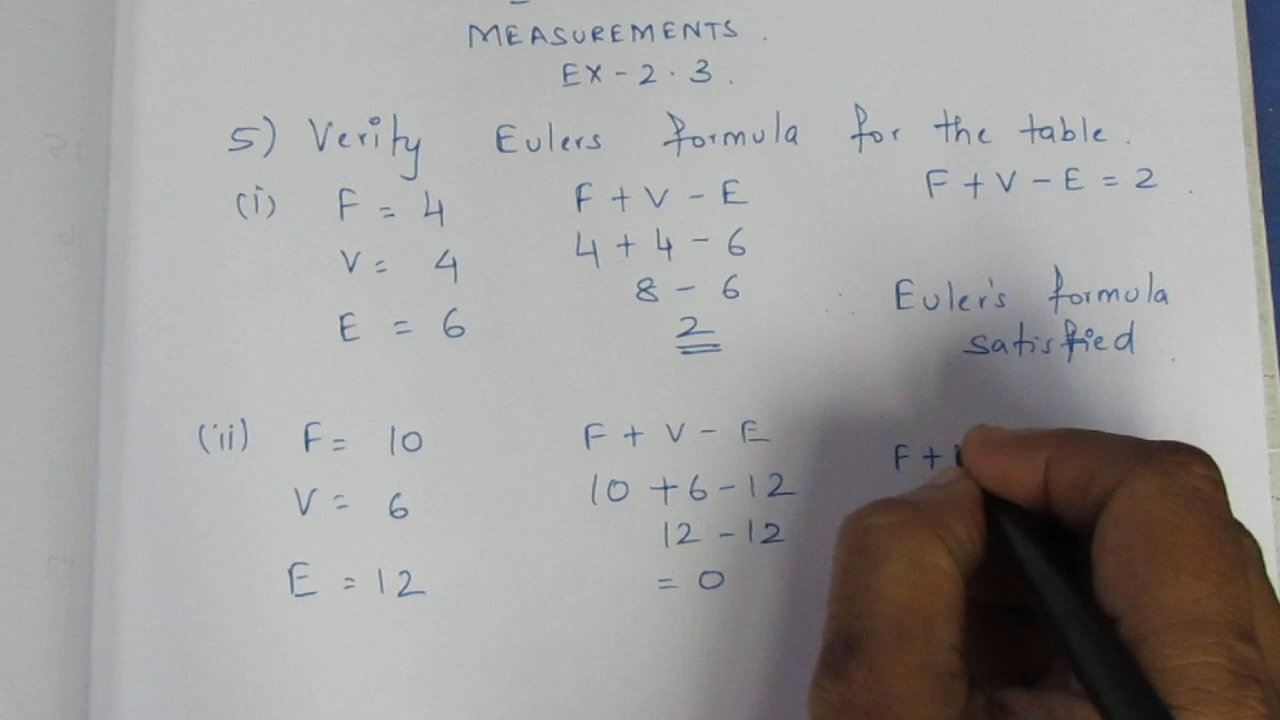 MEASUREMENTS.
EX - 2.3.
5) Verity Eulers formula for the table.
F + V - E = 2.
(i) F = 4 F + V - E
V = 4 4 + 4 - 6
8 - 6
E = 6 2
∴ Euler's formula
satisfied.
(ii) F = 10 F + V - E F +
V = 6 10 + 6 - 12
12 - 12
E = 12 = 0